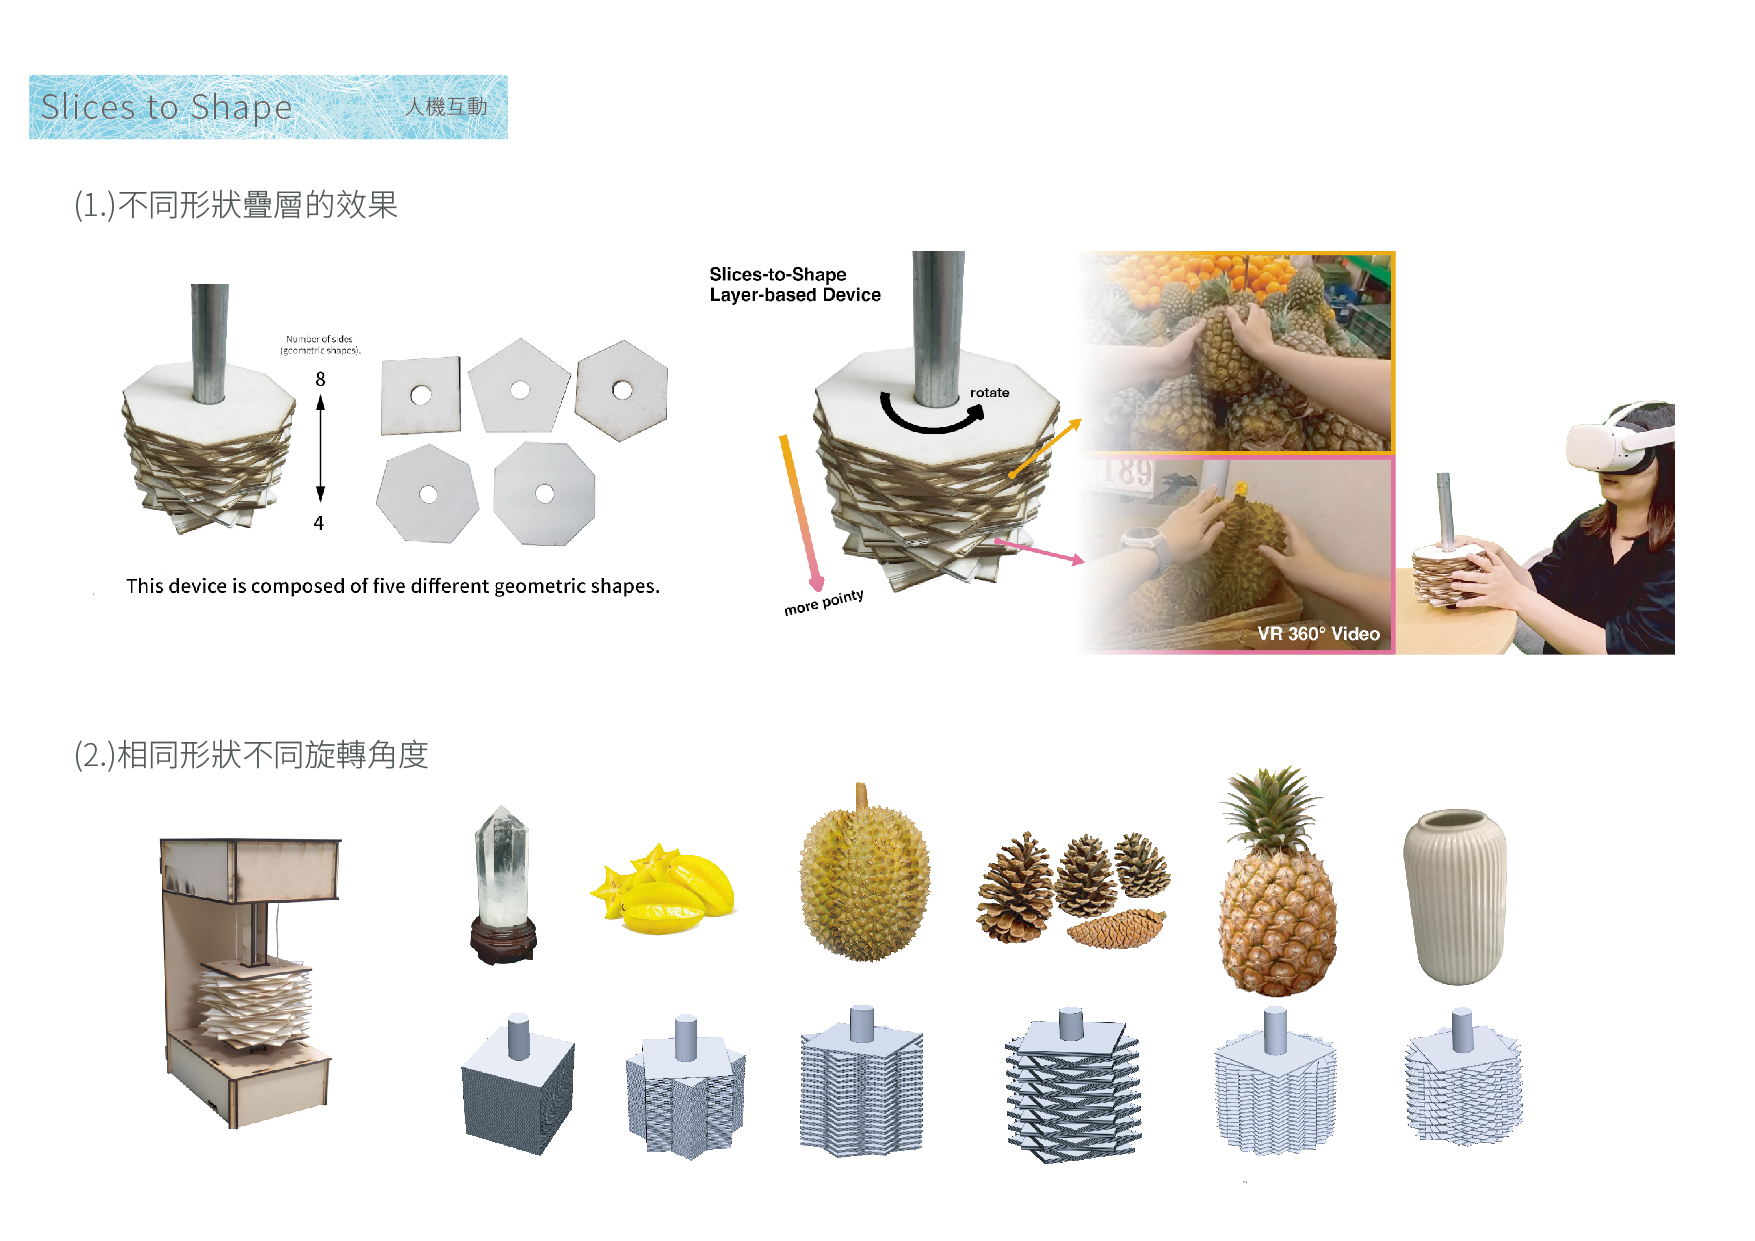 Slices to Shape
人機互動
(1.)不同形狀疊層的效果
Number of sides
(geometric shapes).
8
4
This device is composed of five different geometric shapes.
Slices-to-Shape
Layer-based Device
rotate
more pointy
189
VR 360° Video
(2.)相同形狀不同旋轉角度